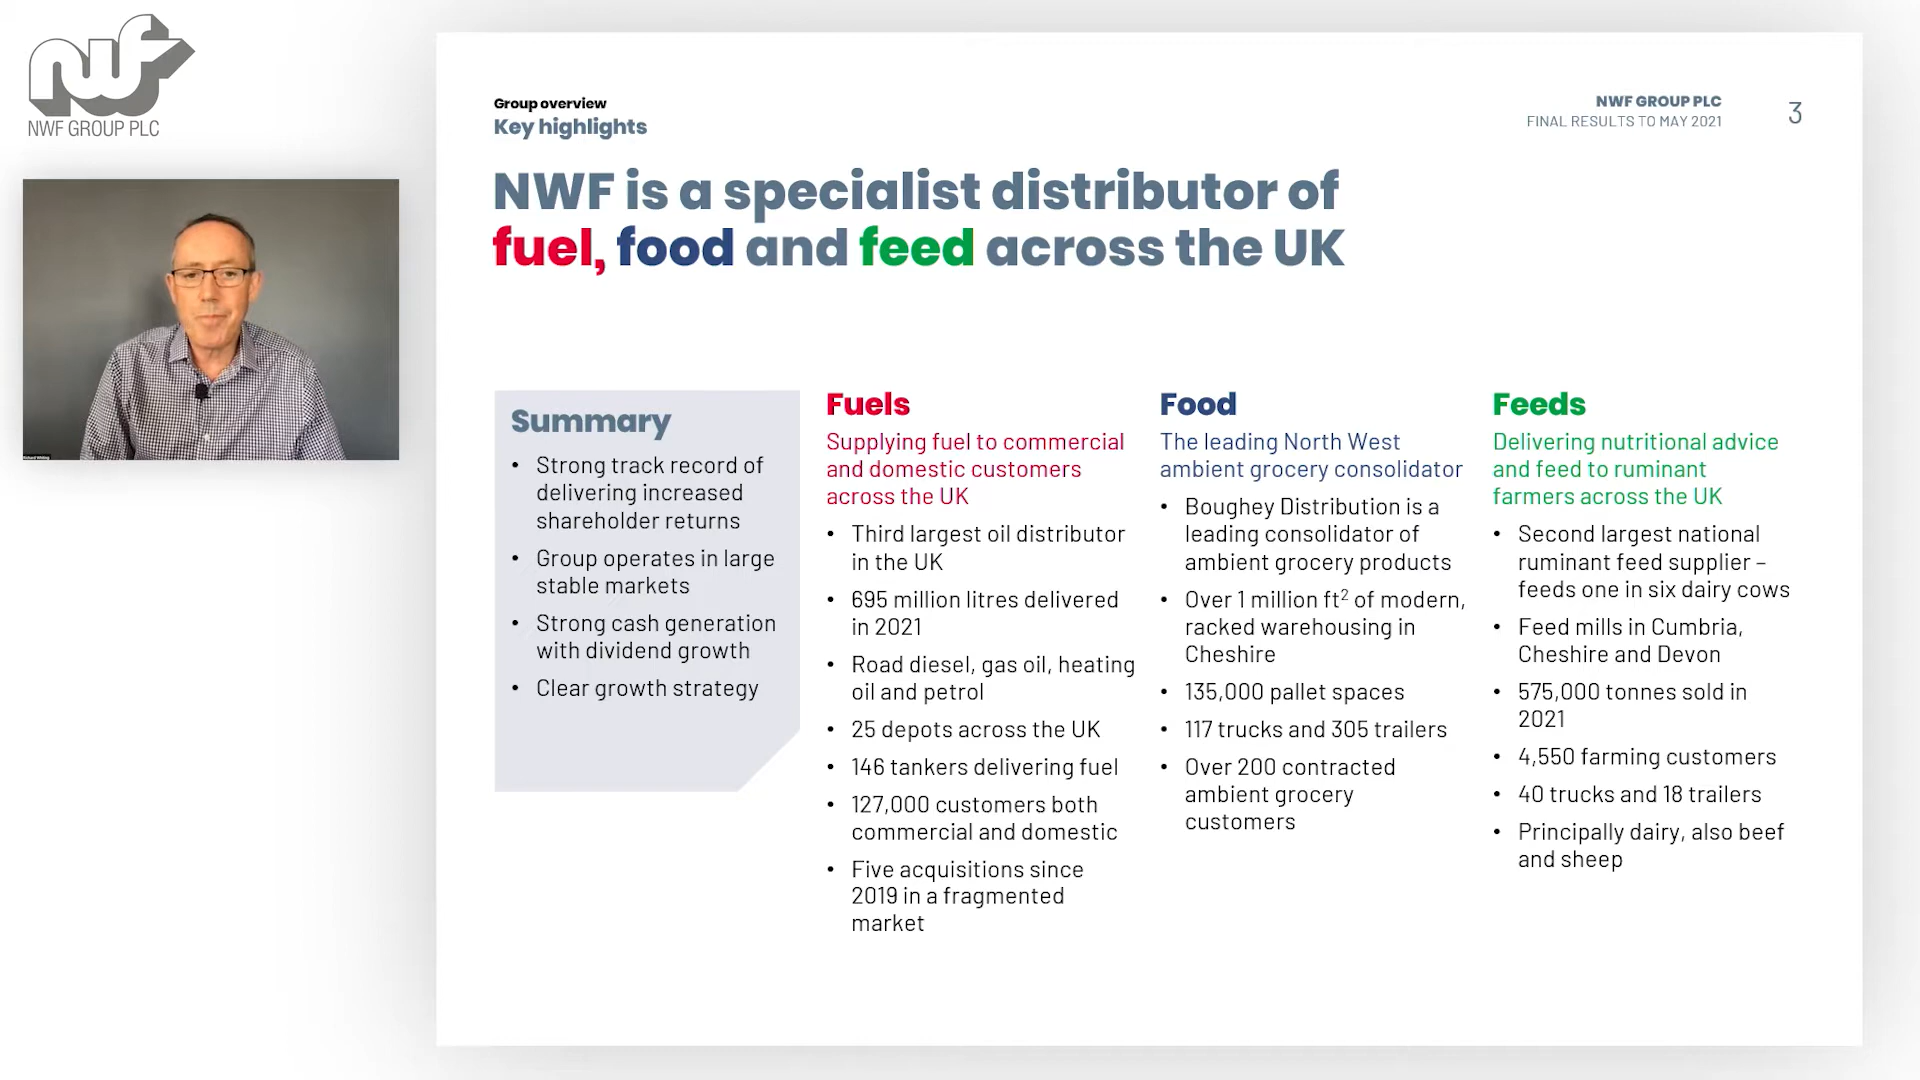 nwf
NWF GROUP PLC
Richard Whiting
Group overview
Key highlights
NWF GROUP PLC
FINAL RESULTS TO MAY 2021
3
NWF is a specialist distributor of
fuel, food and feed across the UK
Summary
• Strong track record of
delivering increased
shareholder returns
• Group operates in large
stable markets
• Strong cash generation
with dividend growth
• Clear growth strategy
Fuels
Supplying fuel to commercial
and domestic customers
across the UK
• Third largest oil distributor
in the UK
• 695 million litres delivered
in 2021
• Road diesel, gas oil, heating
oil and petrol
• 25 depots across the UK
• 146 tankers delivering fuel
• 127,000 customers both
commercial and domestic
• Five acquisitions since
2019 in a fragmented
market
Food
The leading North West
ambient grocery consolidator
• Boughey Distribution is a
leading consolidator of
ambient grocery products
• Over 1 million ft² of modern,
racked warehousing in
Cheshire
• 135,000 pallet spaces
• 117 trucks and 305 trailers
• Over 200 contracted
ambient grocery
customers
Feeds
Delivering nutritional advice
and feed to ruminant
farmers across the UK
• Second largest national
ruminant feed supplier –
feeds one in six dairy cows
• Feed mills in Cumbria,
Cheshire and Devon
• 575,000 tonnes sold in
2021
• 4,550 farming customers
• 40 trucks and 18 trailers
• Principally dairy, also beef
and sheep